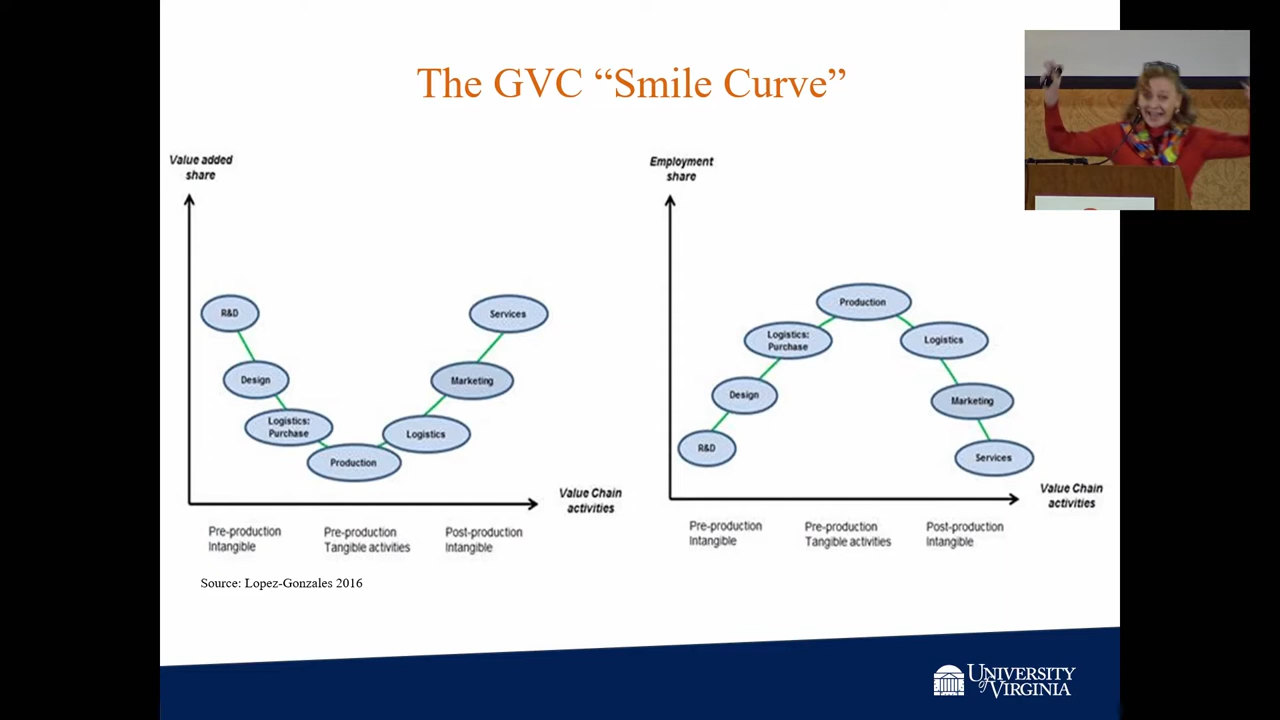 The GVC “Smile Curve”
Value added
share
R&D
Design
Logistics:
Purchase
Production
Logistics
Marketing
Services
Value Chain
activities
Pre-production
Intangible
Pre-production
Tangible activities
Post-production
Intangible
Employment
share
R&D
Design
Logistics:
Purchase
Production
Logistics
Marketing
Services
Value Chain
activities
Pre-production
Intangible
Pre-production
Tangible activities
Post-production
Intangible
Source: Lopez-Gonzales 2016
UNIVERSITY
of VIRGINIA